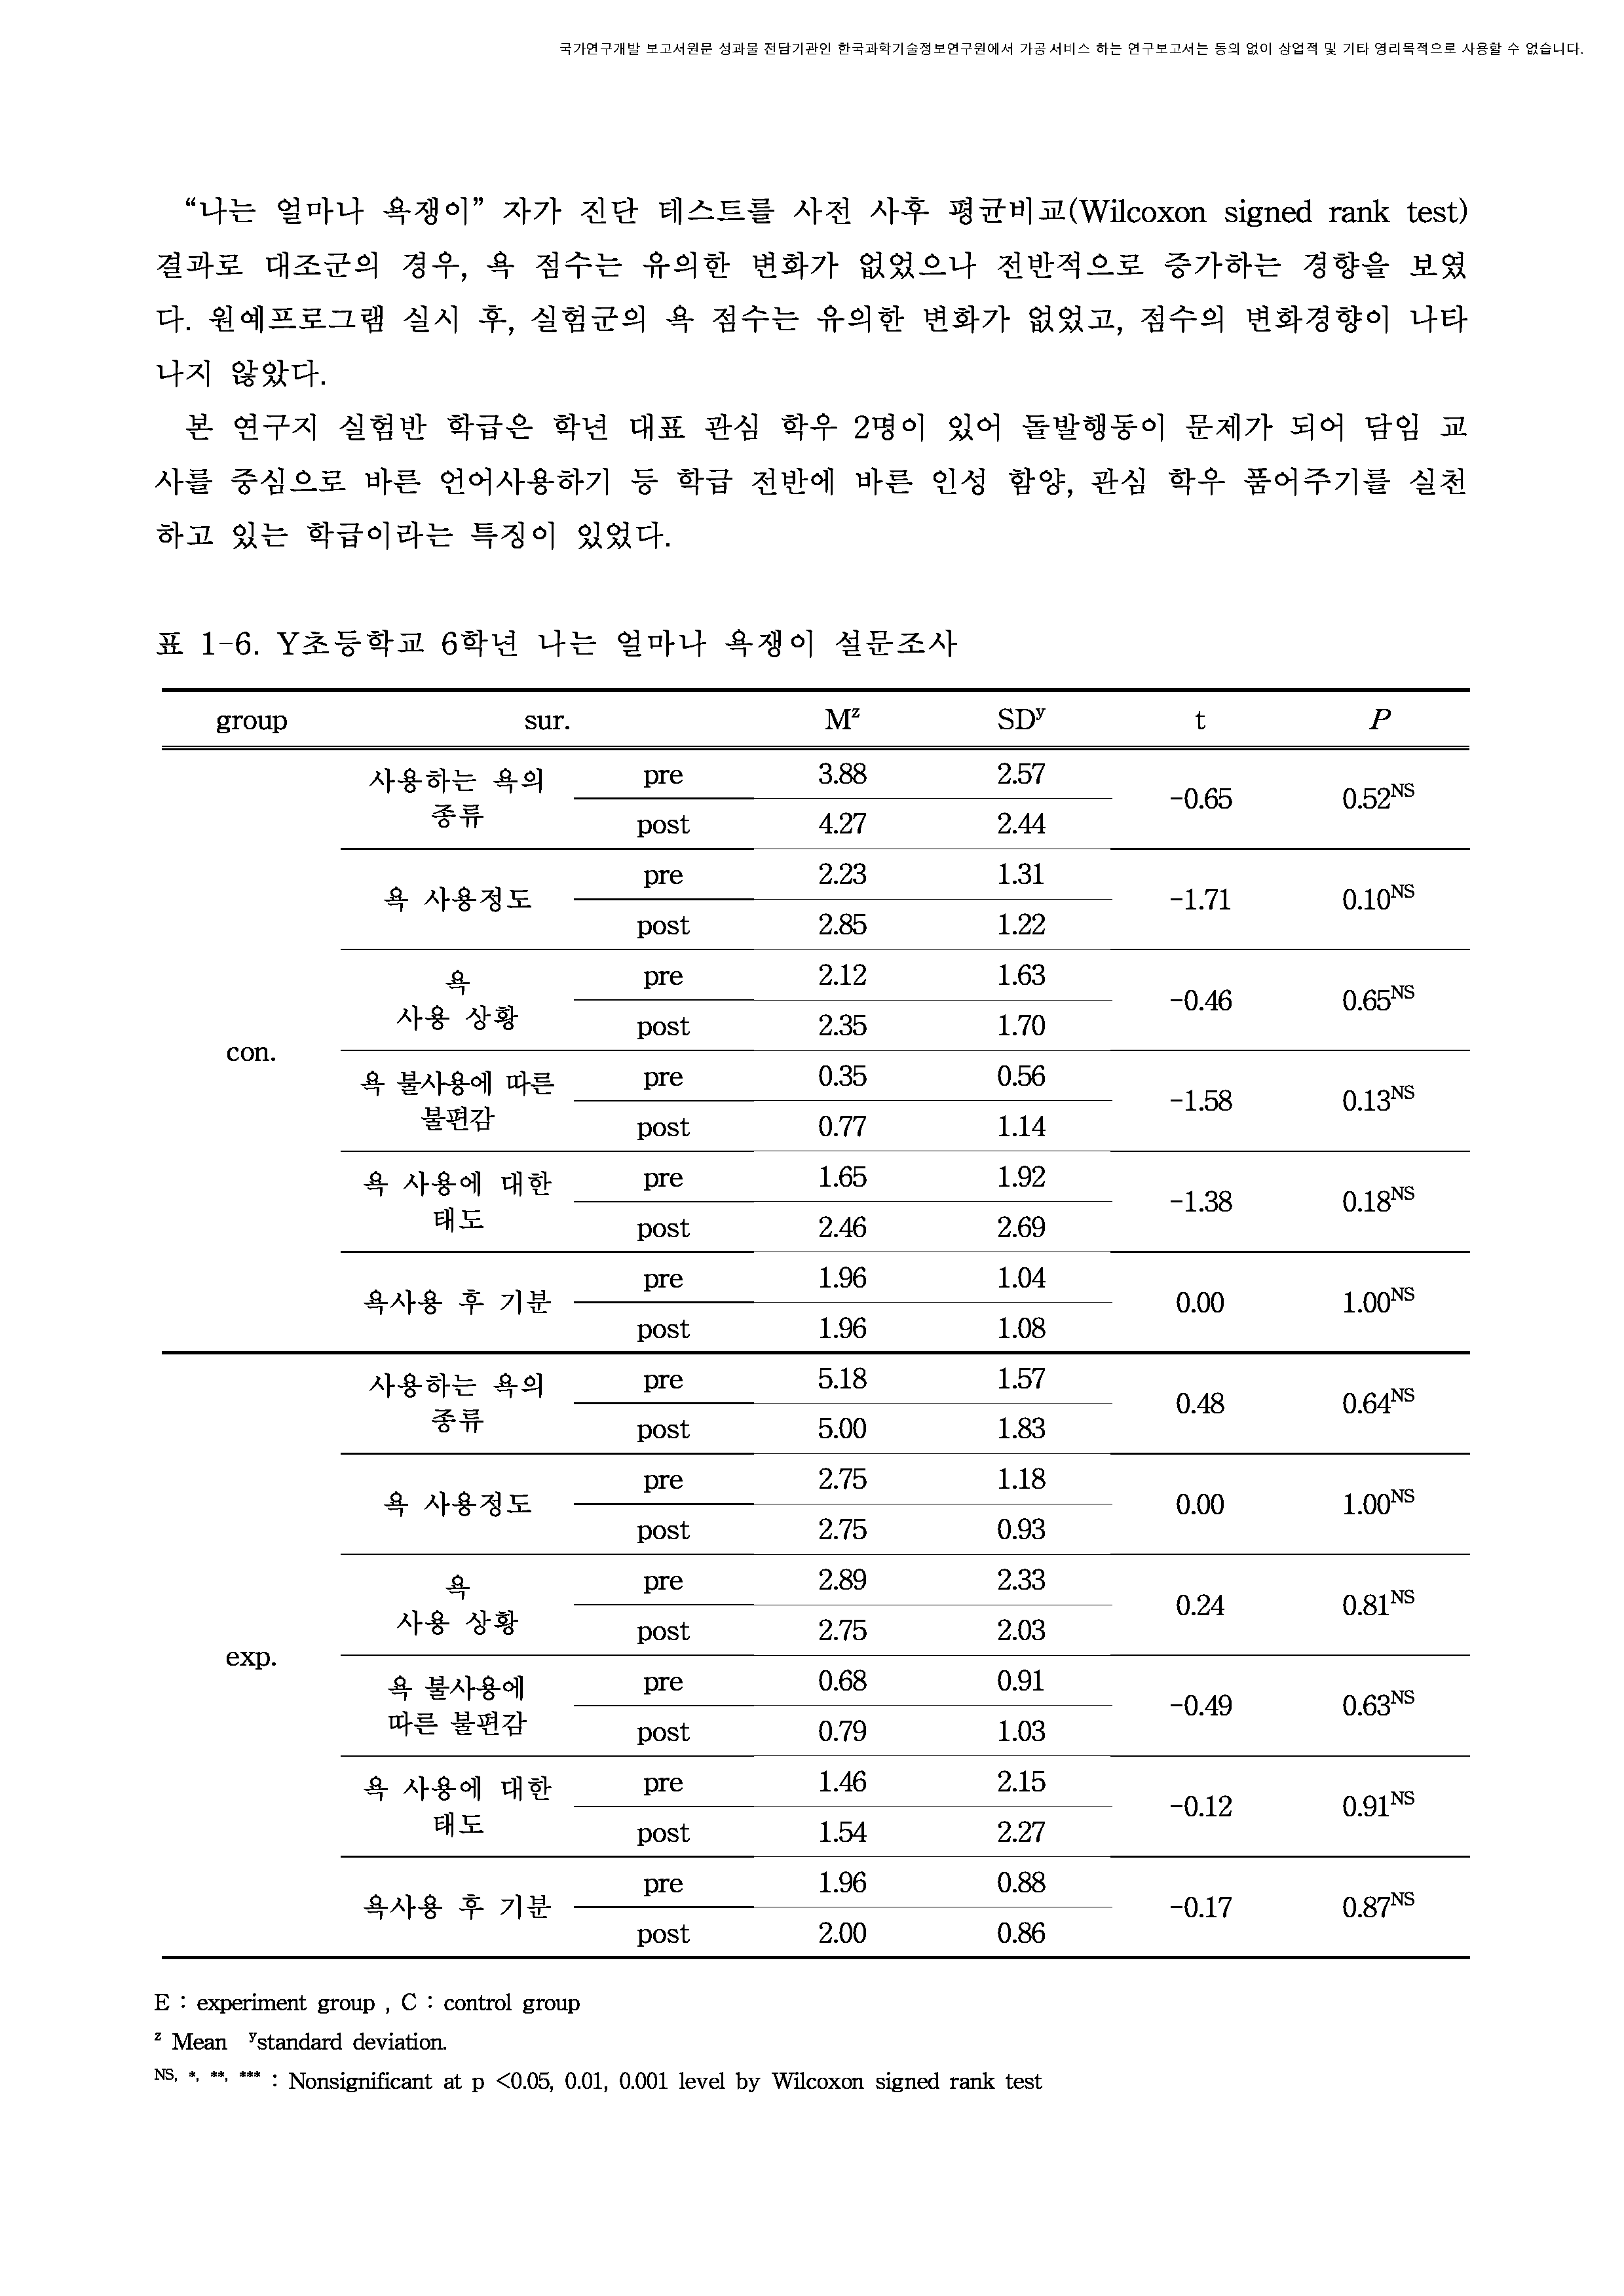 국가연구개발 보고서원문 성과물 전담기관인 한국과학기술정보연구원에서 가공·서비스 하는 연구보고서는 동의 없이 상업적 및 기타 영리목적으로 사용할 수 없습니다.
“나는 얼마나 욕쟁이” 자가 진단 테스트를 사전 사후 평균비교(Wilcoxon signed rank test)
결과로 대조군의 경우, 욕 점수는 유의한 변화가 없었으나 전반적으로 증가하는 경향을 보였
다. 원예프로그램 실시 후, 실험군의 욕 점수는 유의한 변화가 없었고, 점수의 변화경향이 나타
나지 않았다.
본 연구지 실험반 학급은 학년 대표 관심 학우 2명이 있어 돌발행동이 문제가 되어 담임 교
사를 중심으로 바른 언어사용하기 등 학급 전반에 바른 인성 함양, 관심 학우 품어주기를 실천
하고 있는 학급이라는 특징이 있었다.
표 1-6. Y초등학교 6학년 나는 얼마나 욕쟁이 설문조사
group sur. Mᶻ SDʸ t P
con.
사용하는 욕의 종류 pre 3.88 2.57 -0.65 0.52NS
post 4.27 2.44
욕 사용정도 pre 2.23 1.31 -1.71 0.10NS
post 2.85 1.22
욕 사용 상황 pre 2.12 1.63 -0.46 0.65NS
post 2.35 1.70
욕 불사용에 따른 불편감 pre 0.35 0.56 -1.58 0.13NS
post 0.77 1.14
욕 사용에 대한 태도 pre 1.65 1.92 -1.38 0.18NS
post 2.46 2.69
욕사용 후 기분 pre 1.96 1.04 0.00 1.00NS
post 1.96 1.08
exp.
사용하는 욕의 종류 pre 5.18 1.57 0.48 0.64NS
post 5.00 1.83
욕 사용정도 pre 2.75 1.18 0.00 1.00NS
post 2.75 0.93
욕 사용 상황 pre 2.89 2.33 0.24 0.81NS
post 2.75 2.03
욕 불사용에 따른 불편감 pre 0.68 0.91 -0.49 0.63NS
post 0.79 1.03
욕 사용에 대한 태도 pre 1.46 2.15 -0.12 0.91NS
post 1.54 2.27
욕사용 후 기분 pre 1.96 0.88 -0.17 0.87NS
post 2.00 0.86
E : experiment group , C : control group
ᶻ Mean ʸstandard deviation.
NS, *, **, *** : Nonsignificant at p <0.05, 0.01, 0.001 level by Wilcoxon signed rank test